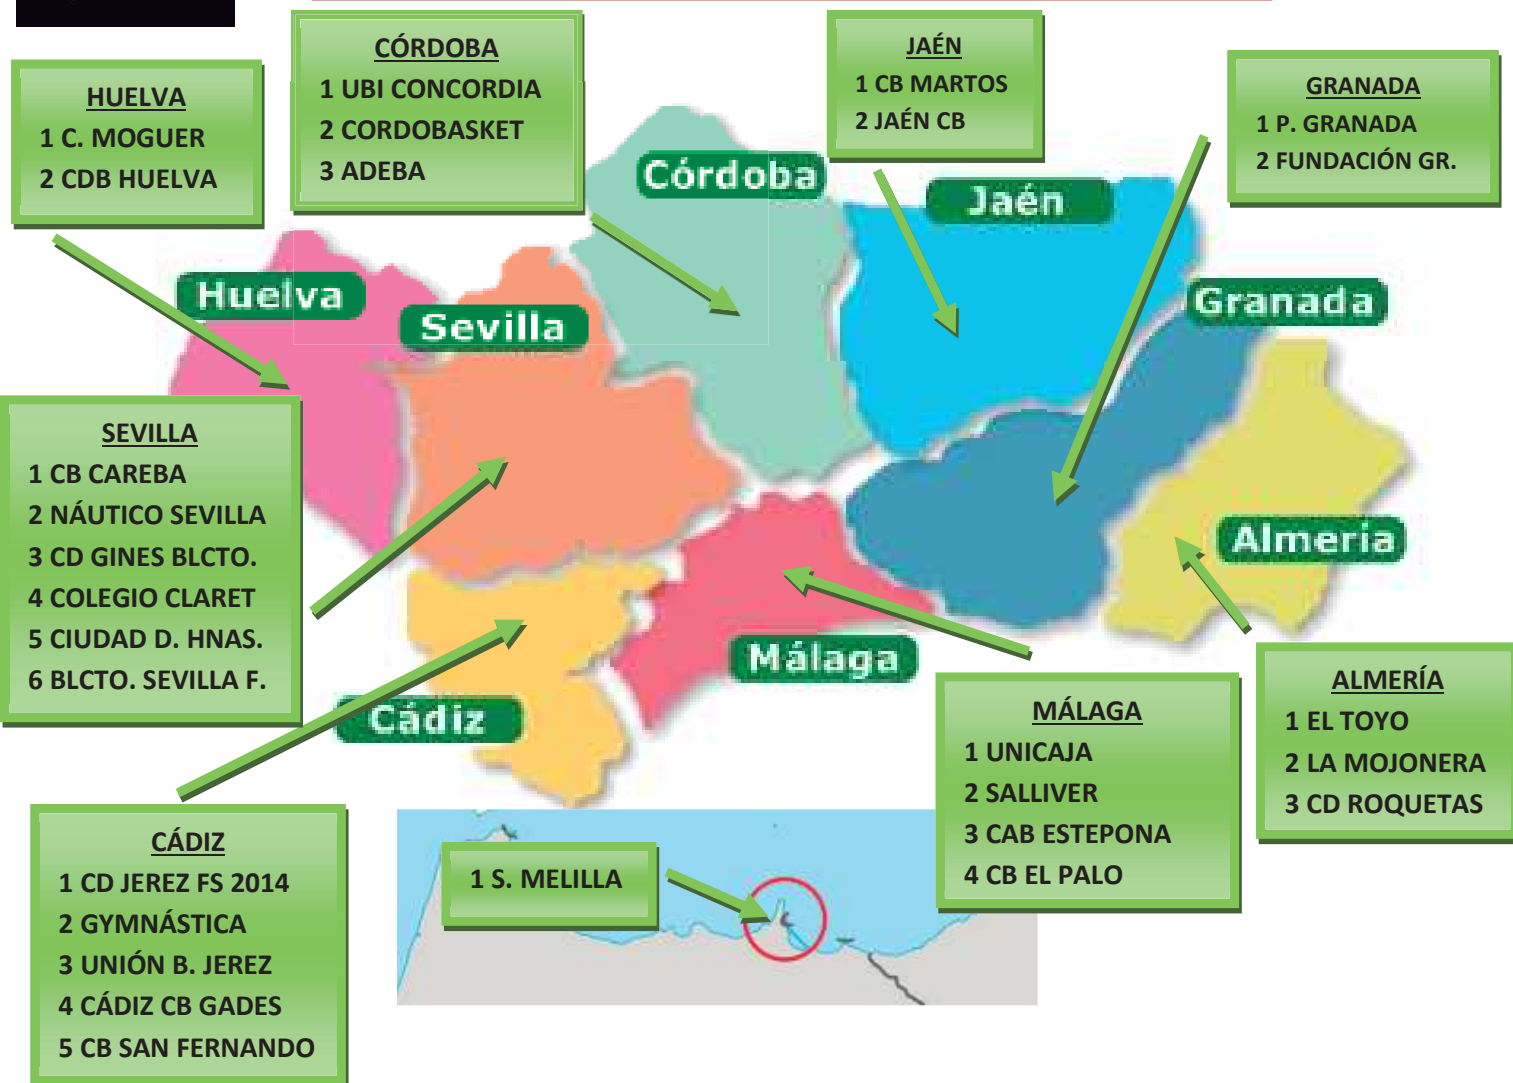 HUELVA
1 C. MOGUER
2 CDB HUELVA
CÓRDOBA
1 UBI CONCORDIA
2 CORDOBASKET
3 ADEBA
JAÉN
1 CB MARTOS
2 JAÉN CB
GRANADA
1 P. GRANADA
2 FUNDACIÓN GR.
Córdoba
Jaén
Huelva
Sevilla
Granada
SEVILLA
1 CB CAREBA
2 NÁUTICO SEVILLA
3 CD GINES BLCTO.
4 COLEGIO CLARET
5 CIUDAD D. HNAS.
6 BLCTO. SEVILLA F.
Almeria
Málaga
Cádiz
MÁLAGA
1 UNICAJA
2 SALLIVER
3 CAB ESTEPONA
4 CB EL PALO
ALMERÍA
1 EL TOYO
2 LA MOJONERA
3 CD ROQUETAS
CÁDIZ
1 CD JEREZ FS 2014
2 GYMNÁSTICA
3 UNIÓN B. JEREZ
4 CÁDIZ CB GADES
5 CB SAN FERNANDO
1 S. MELILLA